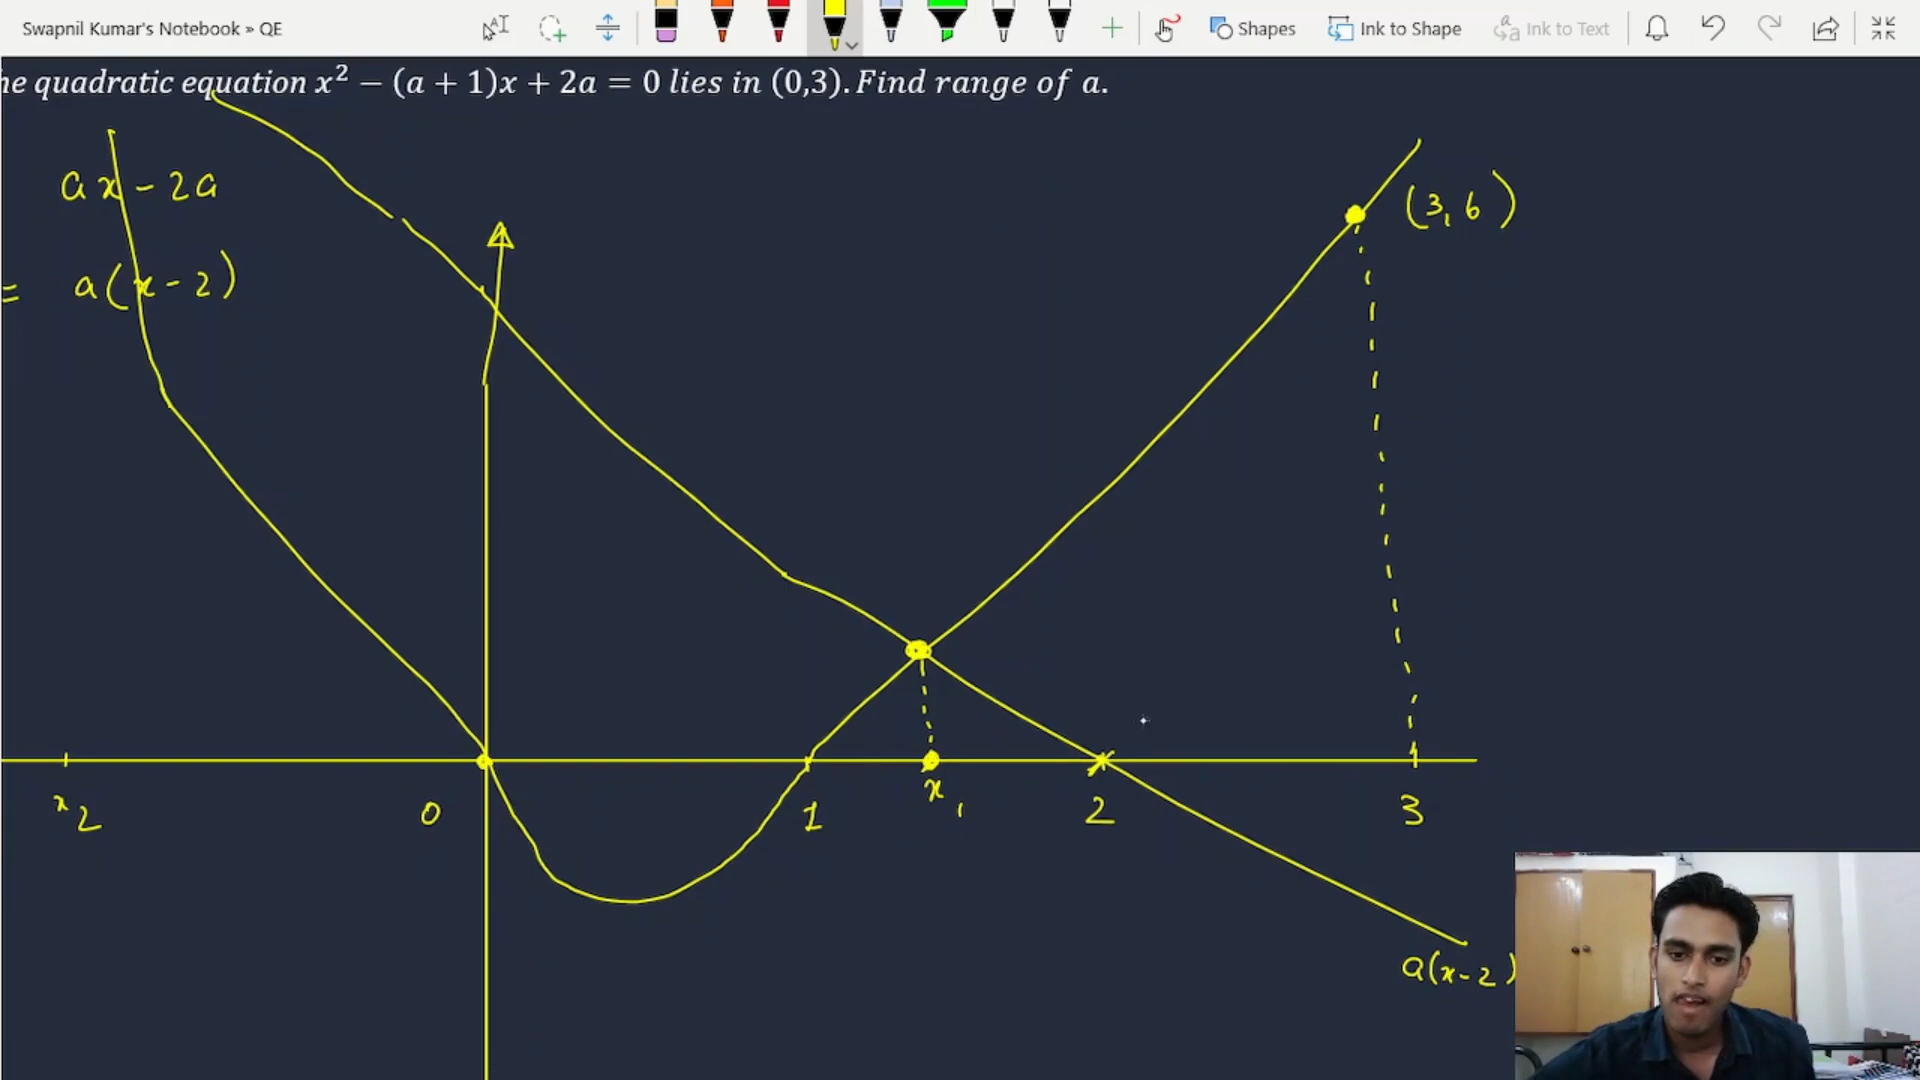 Swapnil Kumar's Notebook » QE
Shapes
Ink to Shape
Ink to Text
he quadratic equation x² − (a + 1)x + 2a = 0 lies in (0,3). Find range of a.
ax - 2a
= a(x-2)
(3, 6)
x₂
0
1
x₁
2
3
a(x-2)